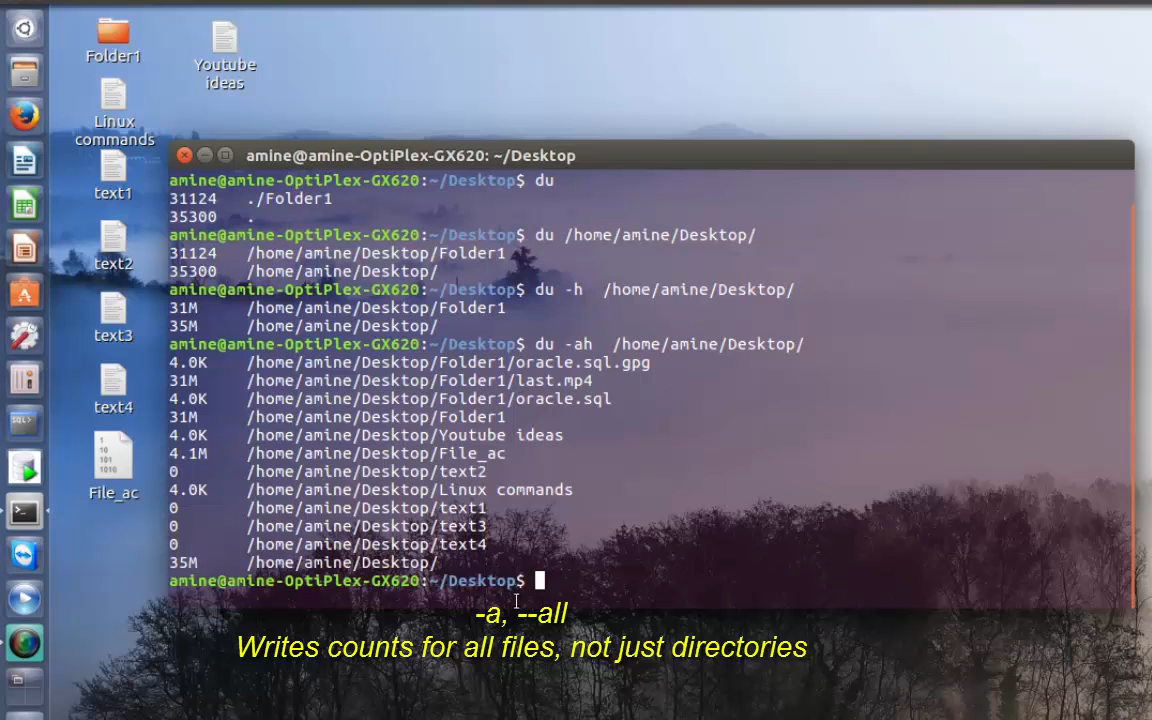 Folder1
Youtube
ideas
Linux
commands
text1
text2
text3
text4
1
10
101
1010
File_ac
SQL>
amine@amine-OptiPlex-GX620: ~/Desktop
amine@amine-OptiPlex-GX620:~/Desktop$ du
31124 ./Folder1
35300 .
amine@amine-OptiPlex-GX620:~/Desktop$ du /home/amine/Desktop/
31124 /home/amine/Desktop/Folder1
35300 /home/amine/Desktop/
amine@amine-OptiPlex-GX620:~/Desktop$ du -h  /home/amine/Desktop/
31M /home/amine/Desktop/Folder1
35M /home/amine/Desktop/
amine@amine-OptiPlex-GX620:~/Desktop$ du -ah  /home/amine/Desktop/
4.0K /home/amine/Desktop/Folder1/oracle.sql.gpg
31M /home/amine/Desktop/Folder1/last.mp4
4.0K /home/amine/Desktop/Folder1/oracle.sql
31M /home/amine/Desktop/Folder1
4.0K /home/amine/Desktop/Youtube ideas
4.1M /home/amine/Desktop/File_ac
0 /home/amine/Desktop/text2
4.0K /home/amine/Desktop/Linux commands
0 /home/amine/Desktop/text1
0 /home/amine/Desktop/text3
0 /home/amine/Desktop/text4
35M /home/amine/Desktop/
amine@amine-OptiPlex-GX620:~/Desktop$
-a, --all
Writes counts for all files, not just directories